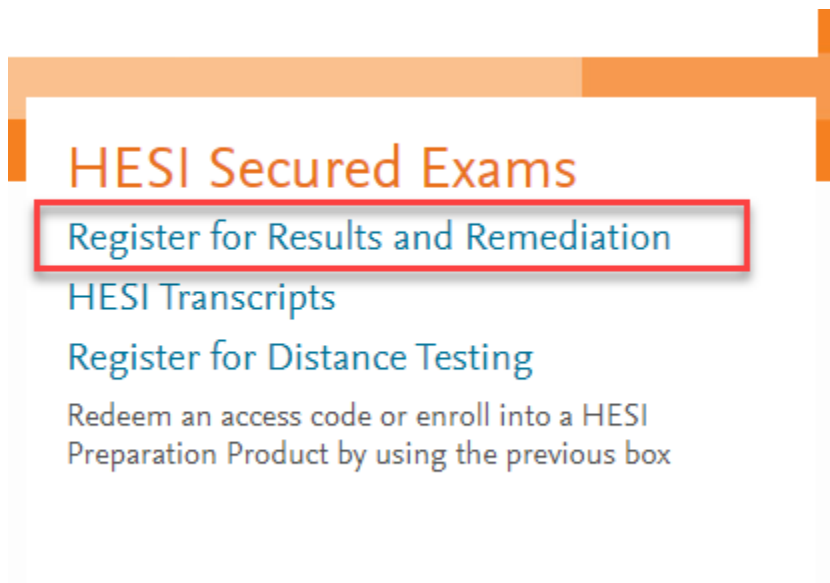 HESI Secured Exams
Register for Results and Remediation
HESI Transcripts
Register for Distance Testing
Redeem an access code or enroll into a HESI
Preparation Product by using the previous box